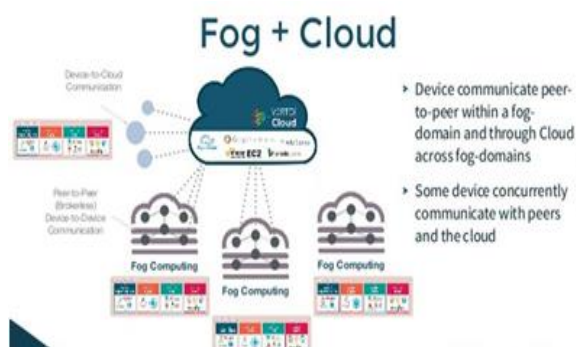 Fog + Cloud
Device-to-Cloud
Communication
Cloud
EC2
Peer-to-Peer
(Brokerless)
Device-to-Device
Communication
Fog Computing
Fog Computing
Fog Computing
Device communicate peer-
to-peer within a fog-
domain and through Cloud
across fog-domains
Some device concurrently
communicate with peers
and the cloud